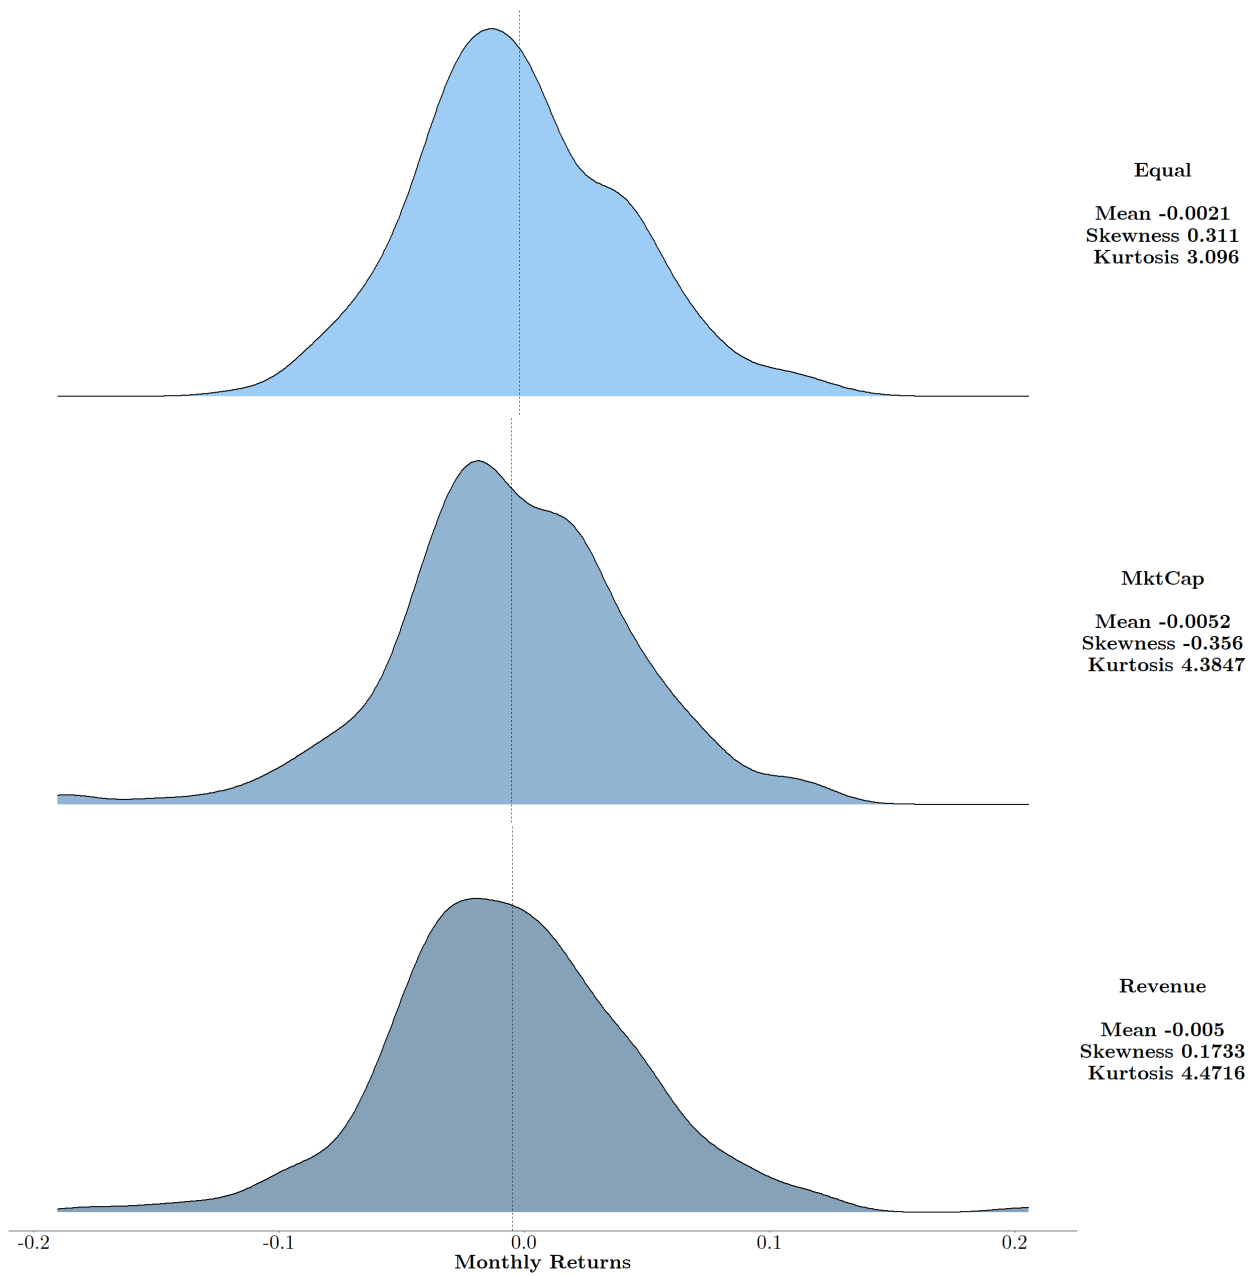 Equal
Mean -0.0021
Skewness 0.311
Kurtosis 3.096
MktCap
Mean -0.0052
Skewness -0.356
Kurtosis 4.3847
Revenue
Mean -0.005
Skewness 0.1733
Kurtosis 4.4716
-0.2 -0.1 0.0 0.1 0.2
Monthly Returns